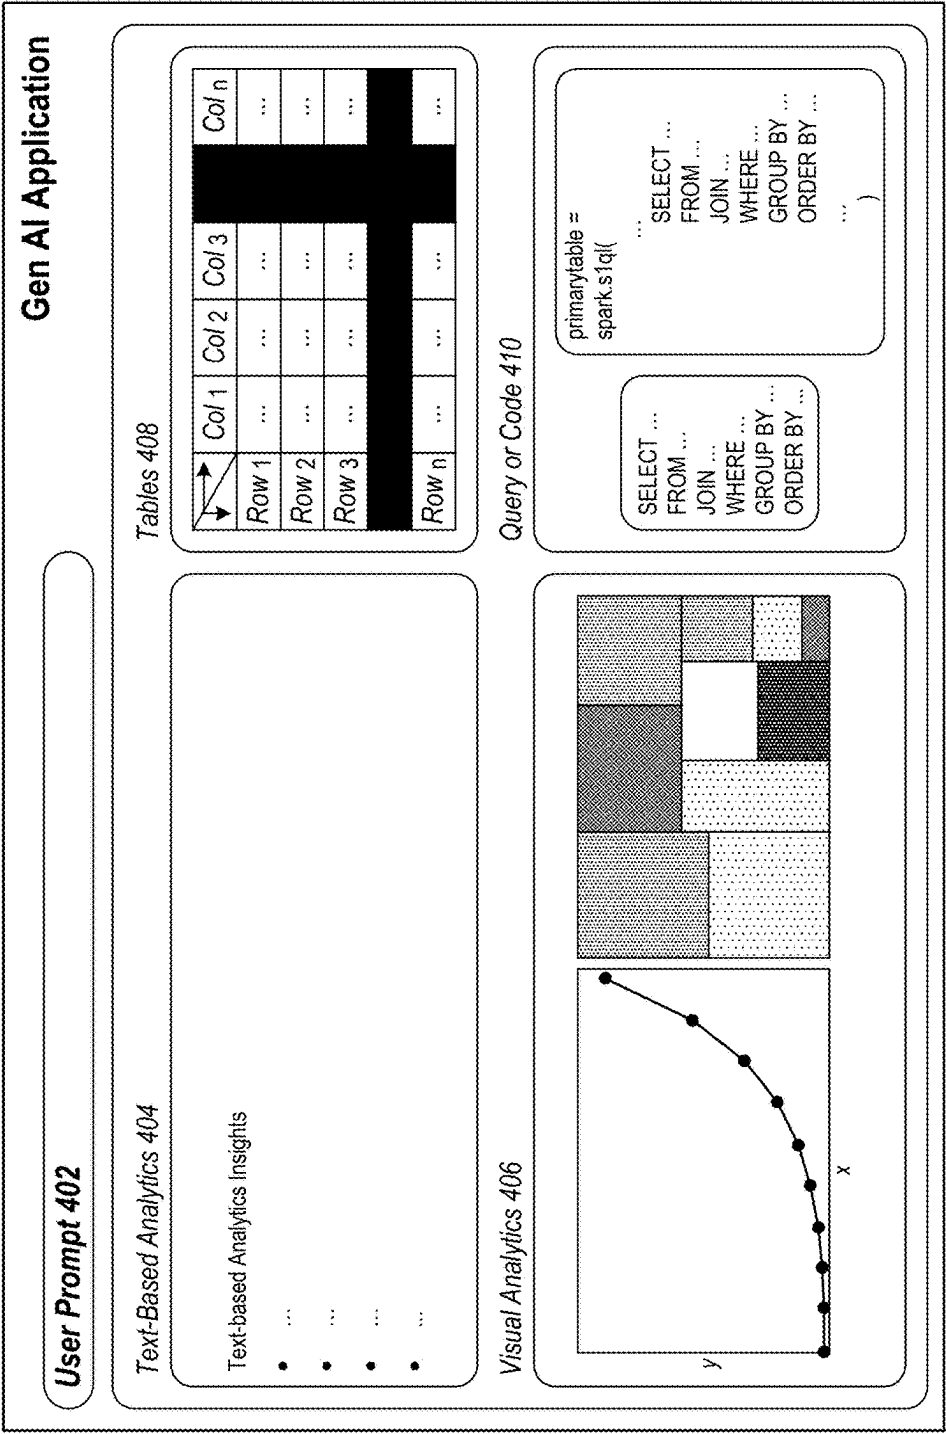 Gen AI Application
User Prompt 402
Text-Based Analytics 404
Text-based Analytics Insights
• ...
• ...
• ...
• ...
Tables 408
Col 1 Col 2 Col 3 Col n
Row 1 ... ... ... ...
Row 2 ... ... ... ...
Row 3 ... ... ... ...
Row n ... ... ... ...
Visual Analytics 406
y
x
Query or Code 410
SELECT ...
FROM ...
JOIN ...
WHERE ...
GROUP BY ...
ORDER BY ...
primarytable =
spark.s1ql(
...
SELECT ...
FROM ...
JOIN ...
WHERE ...
GROUP BY ...
ORDER BY ...
...
)